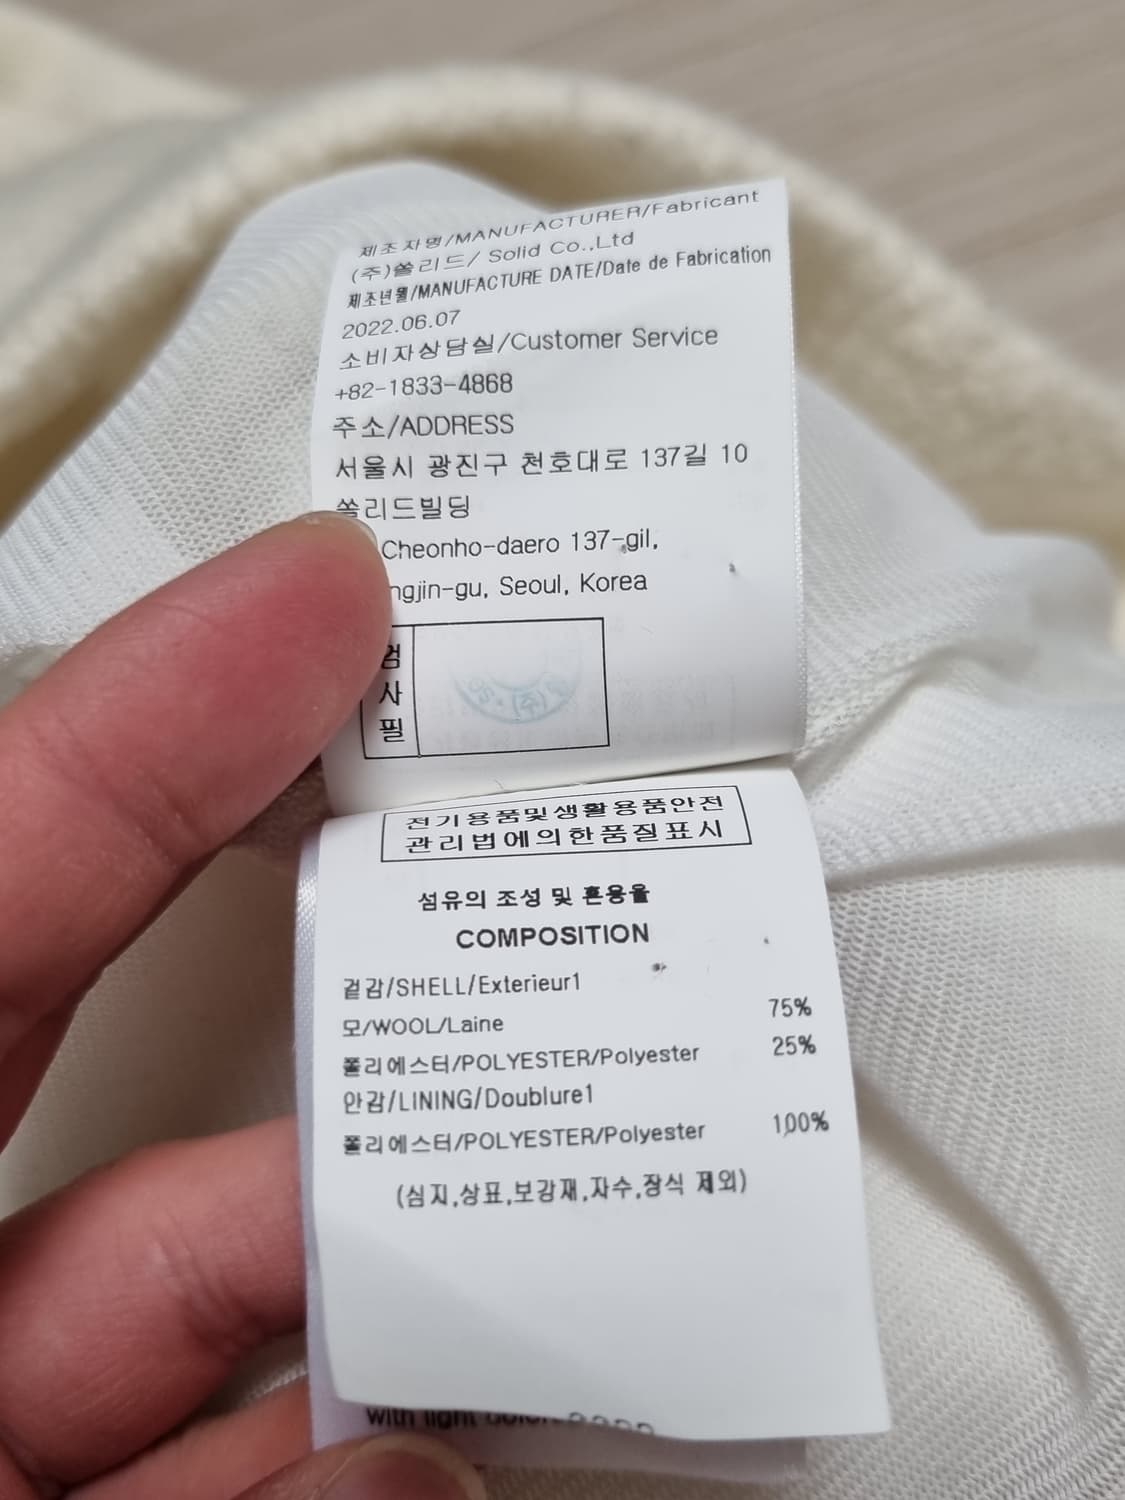 제조자명/MANUFACTURER/Fabricant
(주)쏠리드/ Solid Co.,Ltd
제조년월/MANUFACTURE DATE/Date de Fabrication
2022.06.07
소비자상담실/Customer Service
+82-1833-4868
주소/ADDRESS
서울시 광진구 천호대로 137길 10
쏠리드빌딩
Cheonho-daero 137-gil,
ngjin-gu, Seoul, Korea
검
사
필
(주)
전기용품및생활용품안전
관리법에의한품질표시
섬유의 조성 및 혼용율
COMPOSITION
겉감/SHELL/Exterieur1
모/WOOL/Laine 75%
폴리에스터/POLYESTER/Polyester 25%
안감/LINING/Doublure1
폴리에스터/POLYESTER/Polyester 100%
(심지,상표,보강재,자수,장식 제외)
with light